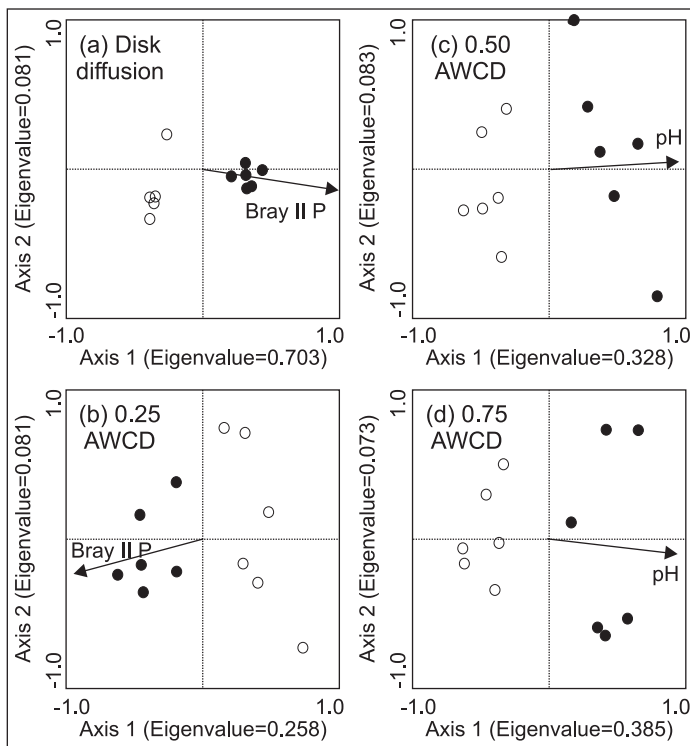 (a) Disk
diffusion
Bray II P
1.0
-1.0
Axis 2 (Eigenvalue=0.081)
-1.0
1.0
Axis 1 (Eigenvalue=0.703)
(c) 0.50
AWCD
pH
1.0
-1.0
Axis 2 (Eigenvalue=0.083)
-1.0
1.0
Axis 1 (Eigenvalue=0.328)
(b) 0.25
AWCD
Bray II P
1.0
-1.0
Axis 2 (Eigenvalue=0.081)
-1.0
1.0
Axis 1 (Eigenvalue=0.258)
(d) 0.75
AWCD
pH
1.0
-1.0
Axis 2 (Eigenvalue=0.073)
-1.0
1.0
Axis 1 (Eigenvalue=0.385)